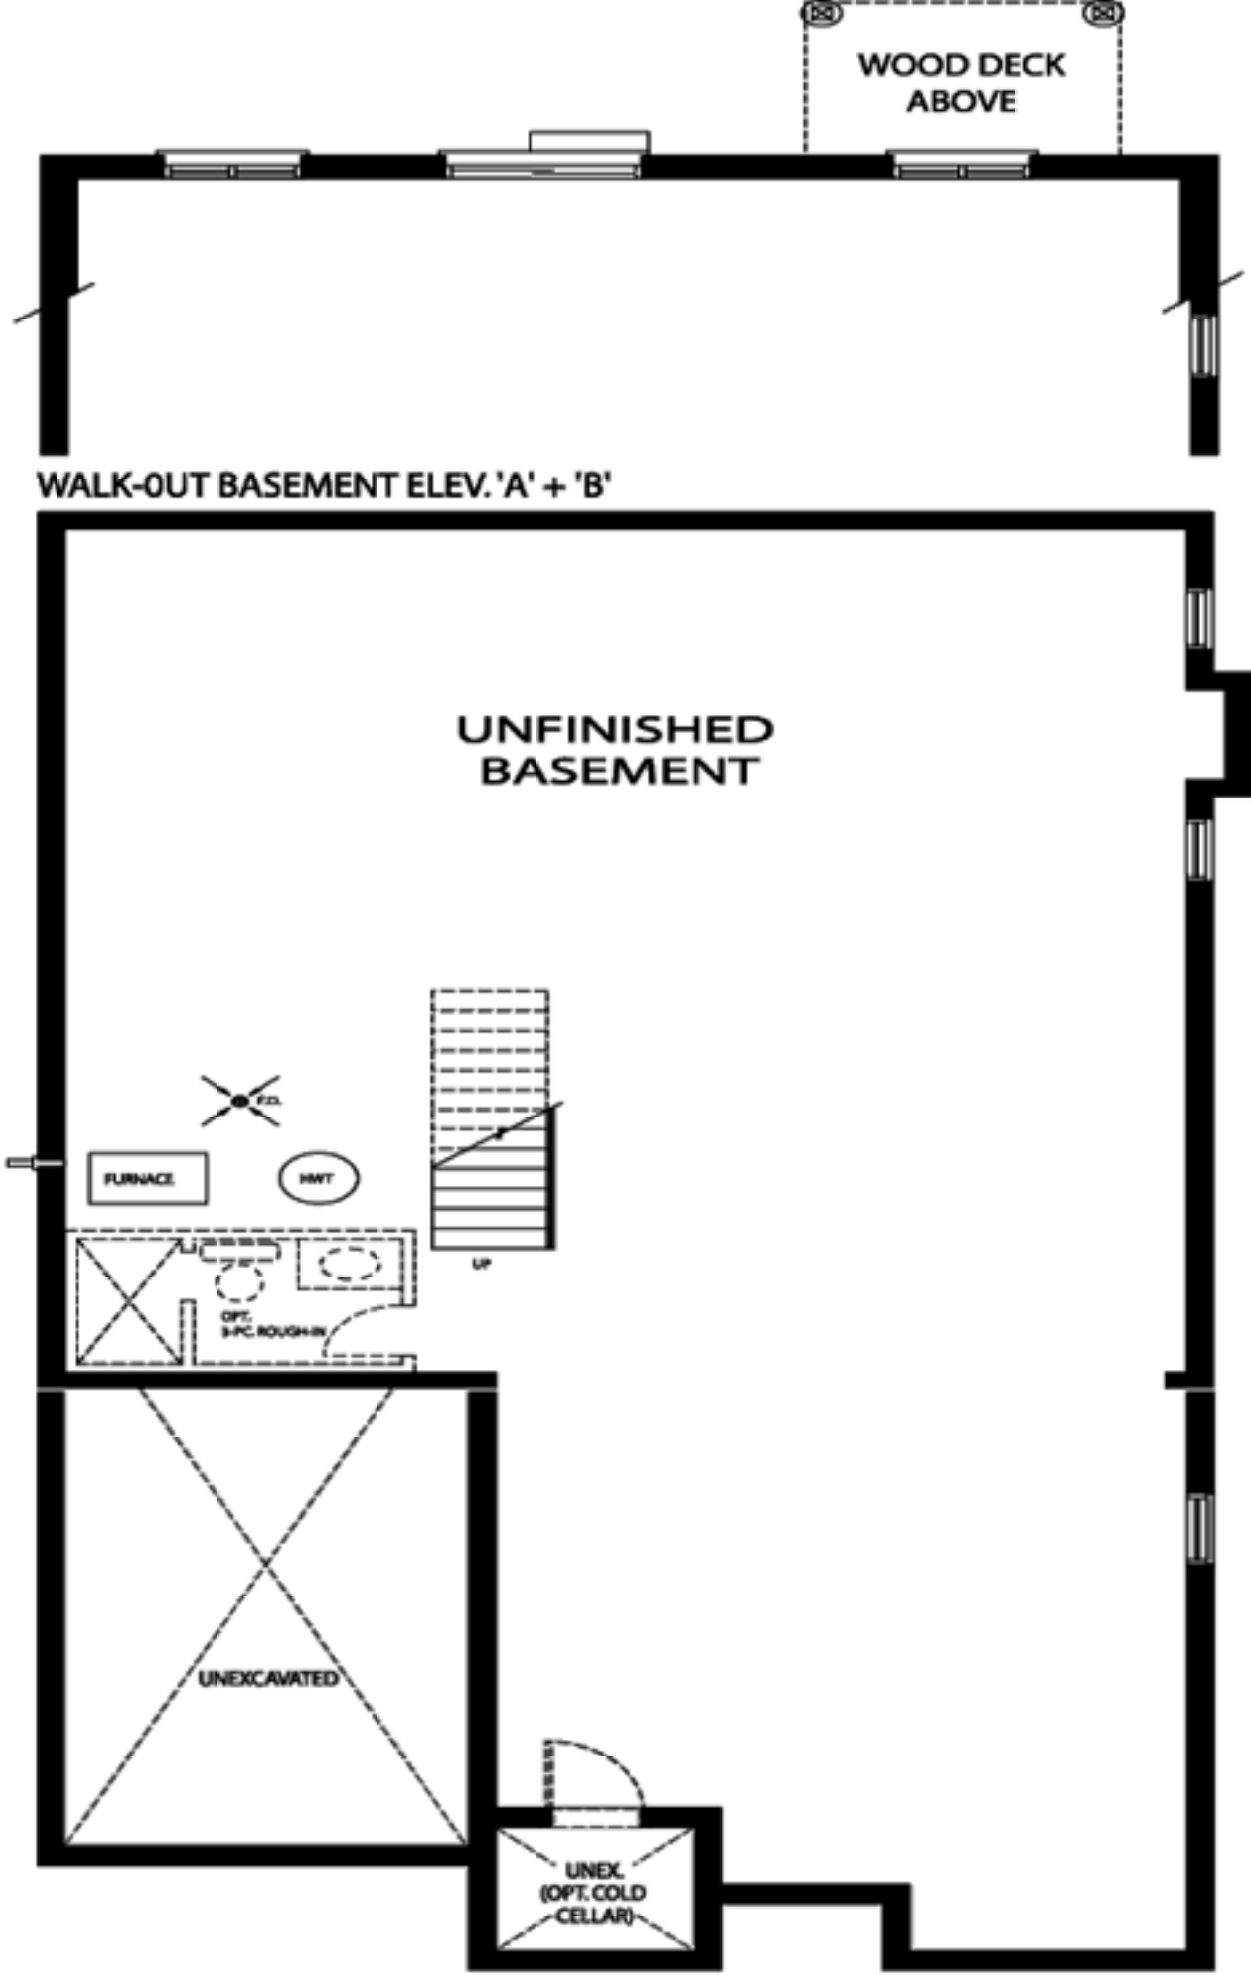 WOOD DECK
ABOVE
WALK-OUT BASEMENT ELEV. 'A' + 'B'
UNFINISHED
BASEMENT
F.D.
FURNACE
HWT
UP
OPT.
3-PC. ROUGH-IN
UNEXCAVATED
UNEX.
(OPT. COLD
CELLAR)